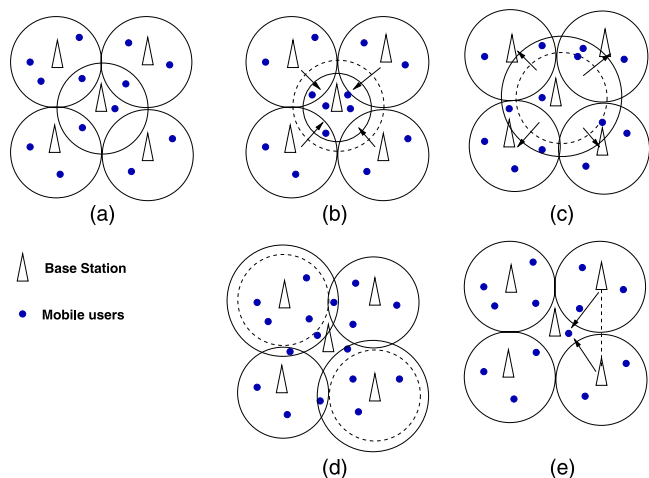 (a)
(b)
(c)
Base Station
Mobile users
(d)
(e)